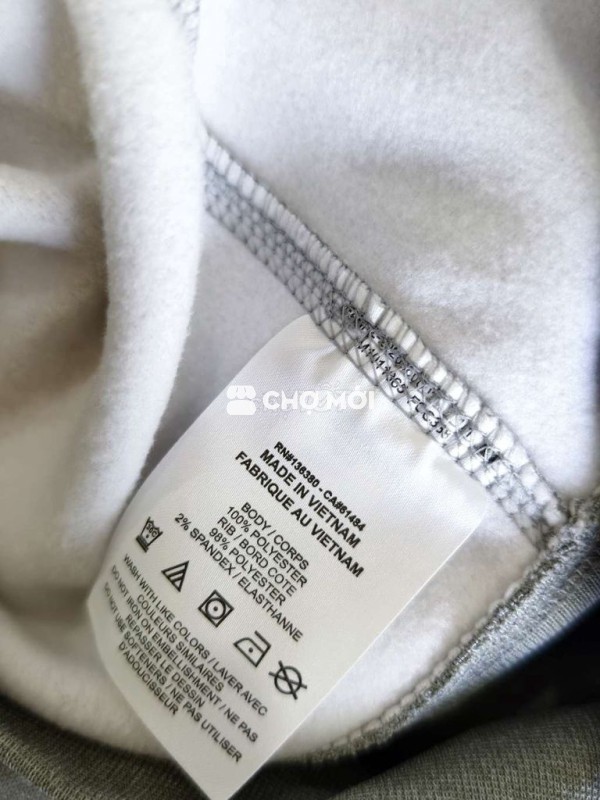 CHỢ MỚI
RN#136380 - CA#61484
MADE IN VIETNAM
FABRIQUE AU VIETNAM
BODY / CORPS
100% POLYESTER
RIB / BORD COTE
98% POLYESTER
2% SPANDEX / ELASTHANNE
WASH WITH LIKE COLORS / LAVER AVEC
COULEURS SIMILAIRES
DO NOT IRON ON EMBELLISHMENT / NE PAS
REPASSER LE DESSIN
DO NOT USE SOFTENERS / NE PAS UTILISER
D'ADOUCISSEUR